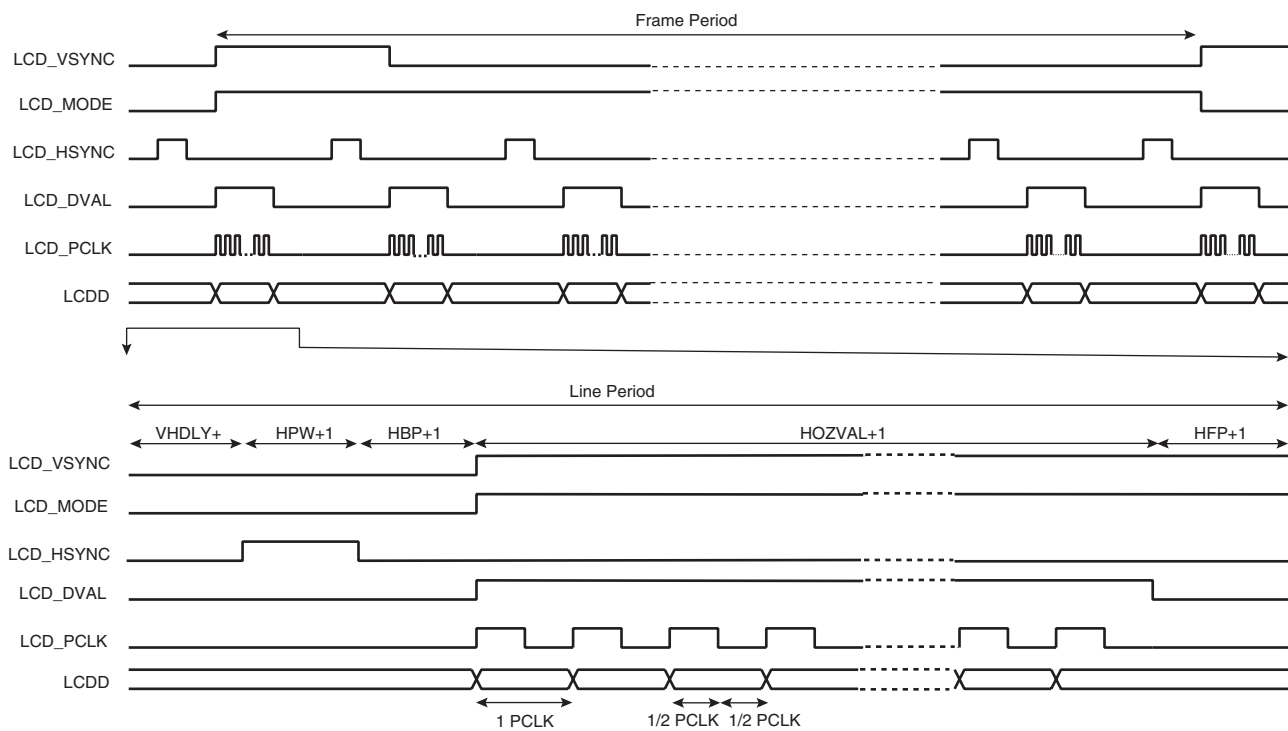 Frame Period
LCD_VSYNC
LCD_MODE
LCD_HSYNC
LCD_DVAL
LCD_PCLK
LCDD
Line Period
VHDLY+ HPW+1 HBP+1 HOZVAL+1 HFP+1
LCD_VSYNC
LCD_MODE
LCD_HSYNC
LCD_DVAL
LCD_PCLK
LCDD
1 PCLK 1/2 PCLK 1/2 PCLK